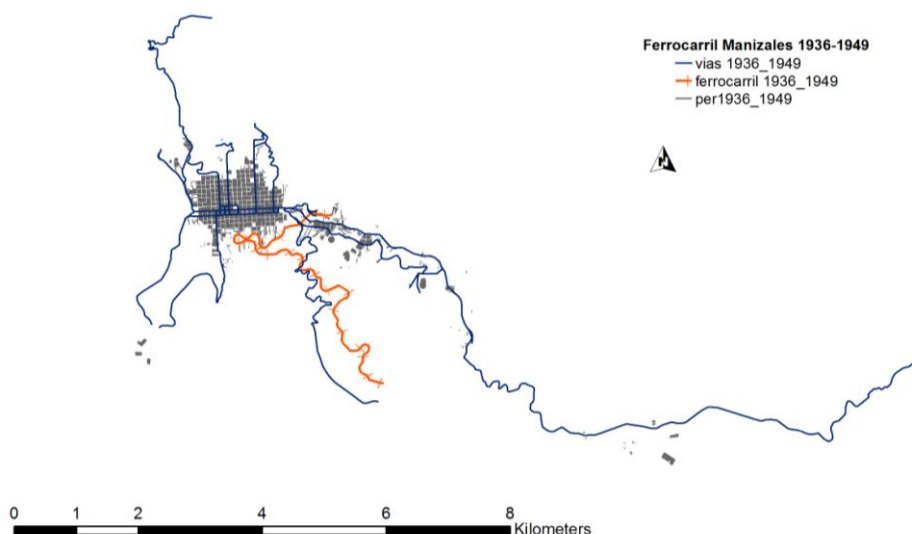 Ferrocarril Manizales 1936-1949
vias 1936_1949
ferrocarril 1936_1949
per1936_1949
0 1 2 4 6 8
Kilometers